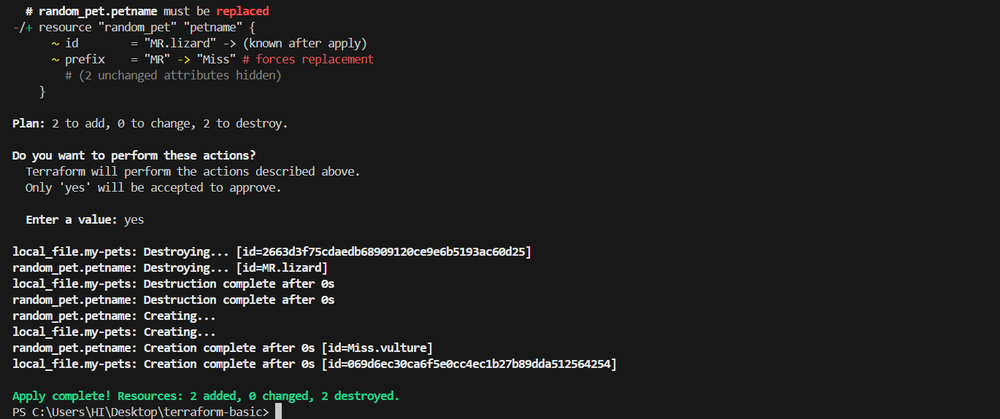 # random_pet.petname must be replaced
-/+ resource "random_pet" "petname" {
~ id = "MR.lizard" -> (known after apply)
~ prefix = "MR" -> "Miss" # forces replacement
# (2 unchanged attributes hidden)
}
Plan: 2 to add, 0 to change, 2 to destroy.
Do you want to perform these actions?
Terraform will perform the actions described above.
Only 'yes' will be accepted to approve.
Enter a value: yes
local_file.my-pets: Destroying... [id=2663d3f75cdaedb68909120ce9e6b5193ac60d25]
random_pet.petname: Destroying... [id=MR.lizard]
local_file.my-pets: Destruction complete after 0s
random_pet.petname: Destruction complete after 0s
random_pet.petname: Creating...
local_file.my-pets: Creating...
random_pet.petname: Creation complete after 0s [id=Miss.vulture]
local_file.my-pets: Creation complete after 0s [id=069d6ec30ca6f5e0cc4ec1b27b89dda512564254]
Apply complete! Resources: 2 added, 0 changed, 2 destroyed.
PS C:\Users\HI\Desktop\terraform-basic>